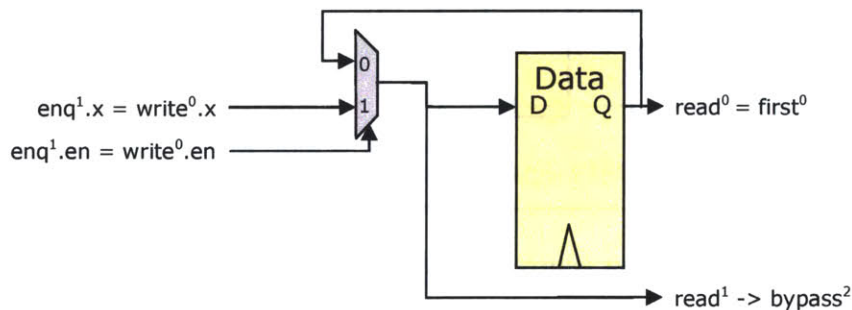 0
Data
enq¹.x = write⁰.x
1
D
Q
read⁰ = first⁰
enq¹.en = write⁰.en
read¹ -> bypass²